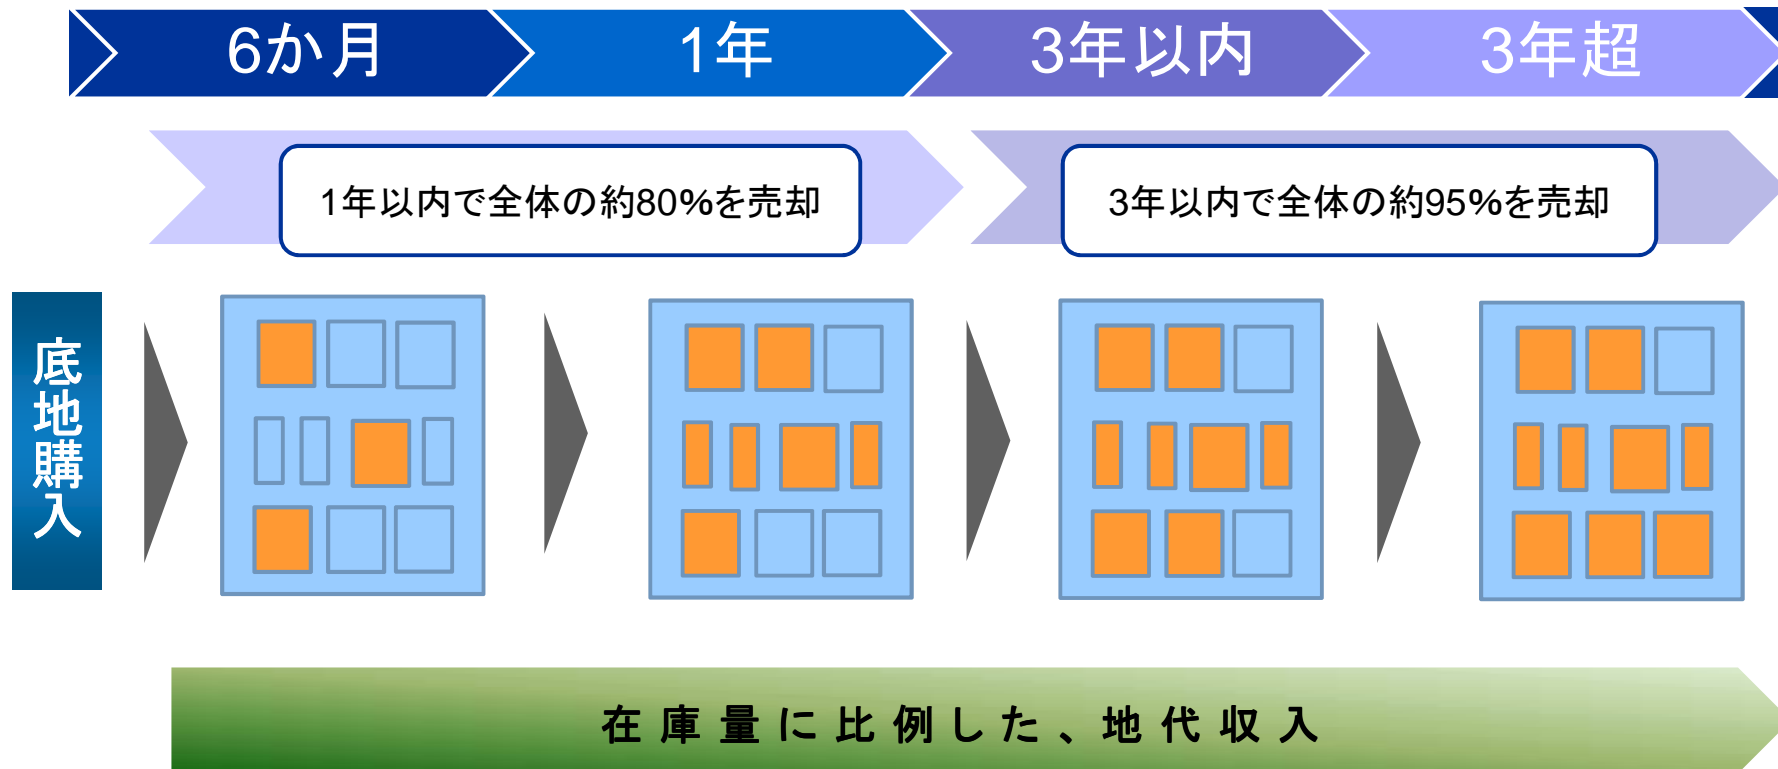 6か月
1年
3年以内
3年超
1年以内で全体の約80%を売却
3年以内で全体の約95%を売却
底地購入
在庫量に比例した、地代収入